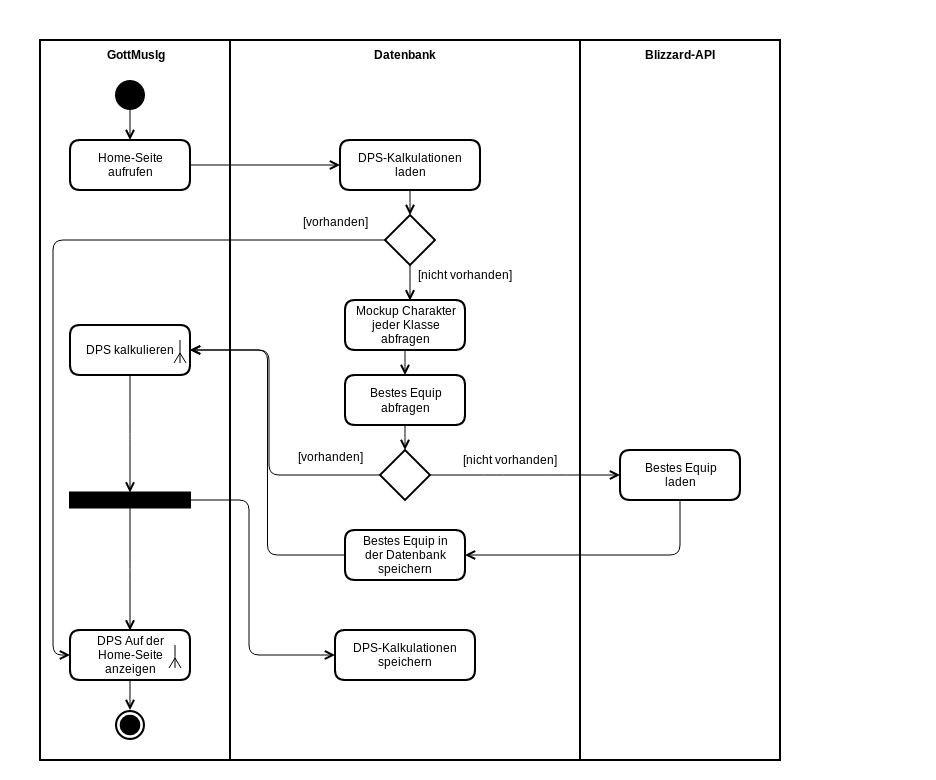 GottMusIg
Datenbank
Blizzard-API
Home-Seite
aufrufen
DPS-Kalkulationen
laden
[vorhanden]
[nicht vorhanden]
Mockup Charakter
jeder Klasse
abfragen
DPS kalkulieren
Bestes Equip
abfragen
[vorhanden]
[nicht vorhanden]
Bestes Equip
laden
Bestes Equip in
der Datenbank
speichern
DPS Auf der
Home-Seite
anzeigen
DPS-Kalkulationen
speichern